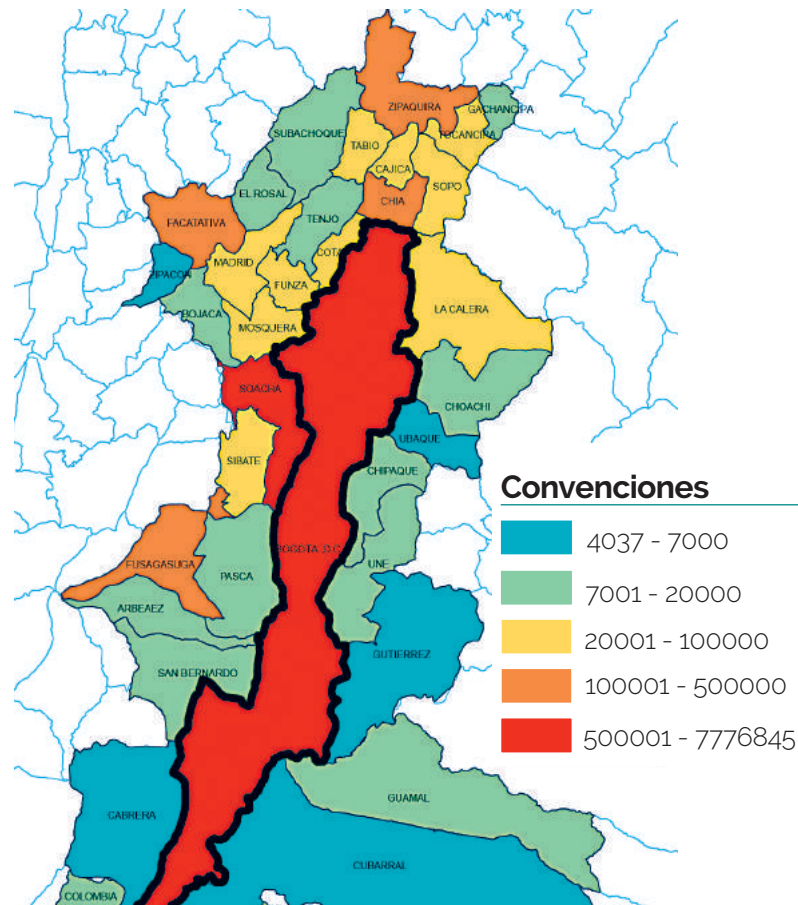 ZIPAQUIRA
GACHANCIPA
TOCANCIPA
SUBACHOQUE
TABIO
CAJICA
SOPO
EL ROSAL
CHIA
FACATATIVA
TENJO
MADRID
COTA
ZIPACON
FUNZA
BOJACA
MOSQUERA
LA CALERA
SOACHA
CHOACHI
UBAQUE
SIBATE
CHIPAQUE
BOGOTA, D.C.
FUSAGASUGA
PASCA
UNE
ARBEAEZ
GUTIERREZ
SAN BERNARDO
GUAMAL
CABRERA
CUBARRAL
COLOMBIA
Convenciones
4037 - 7000
7001 - 20000
20001 - 100000
100001 - 500000
500001 - 7776845